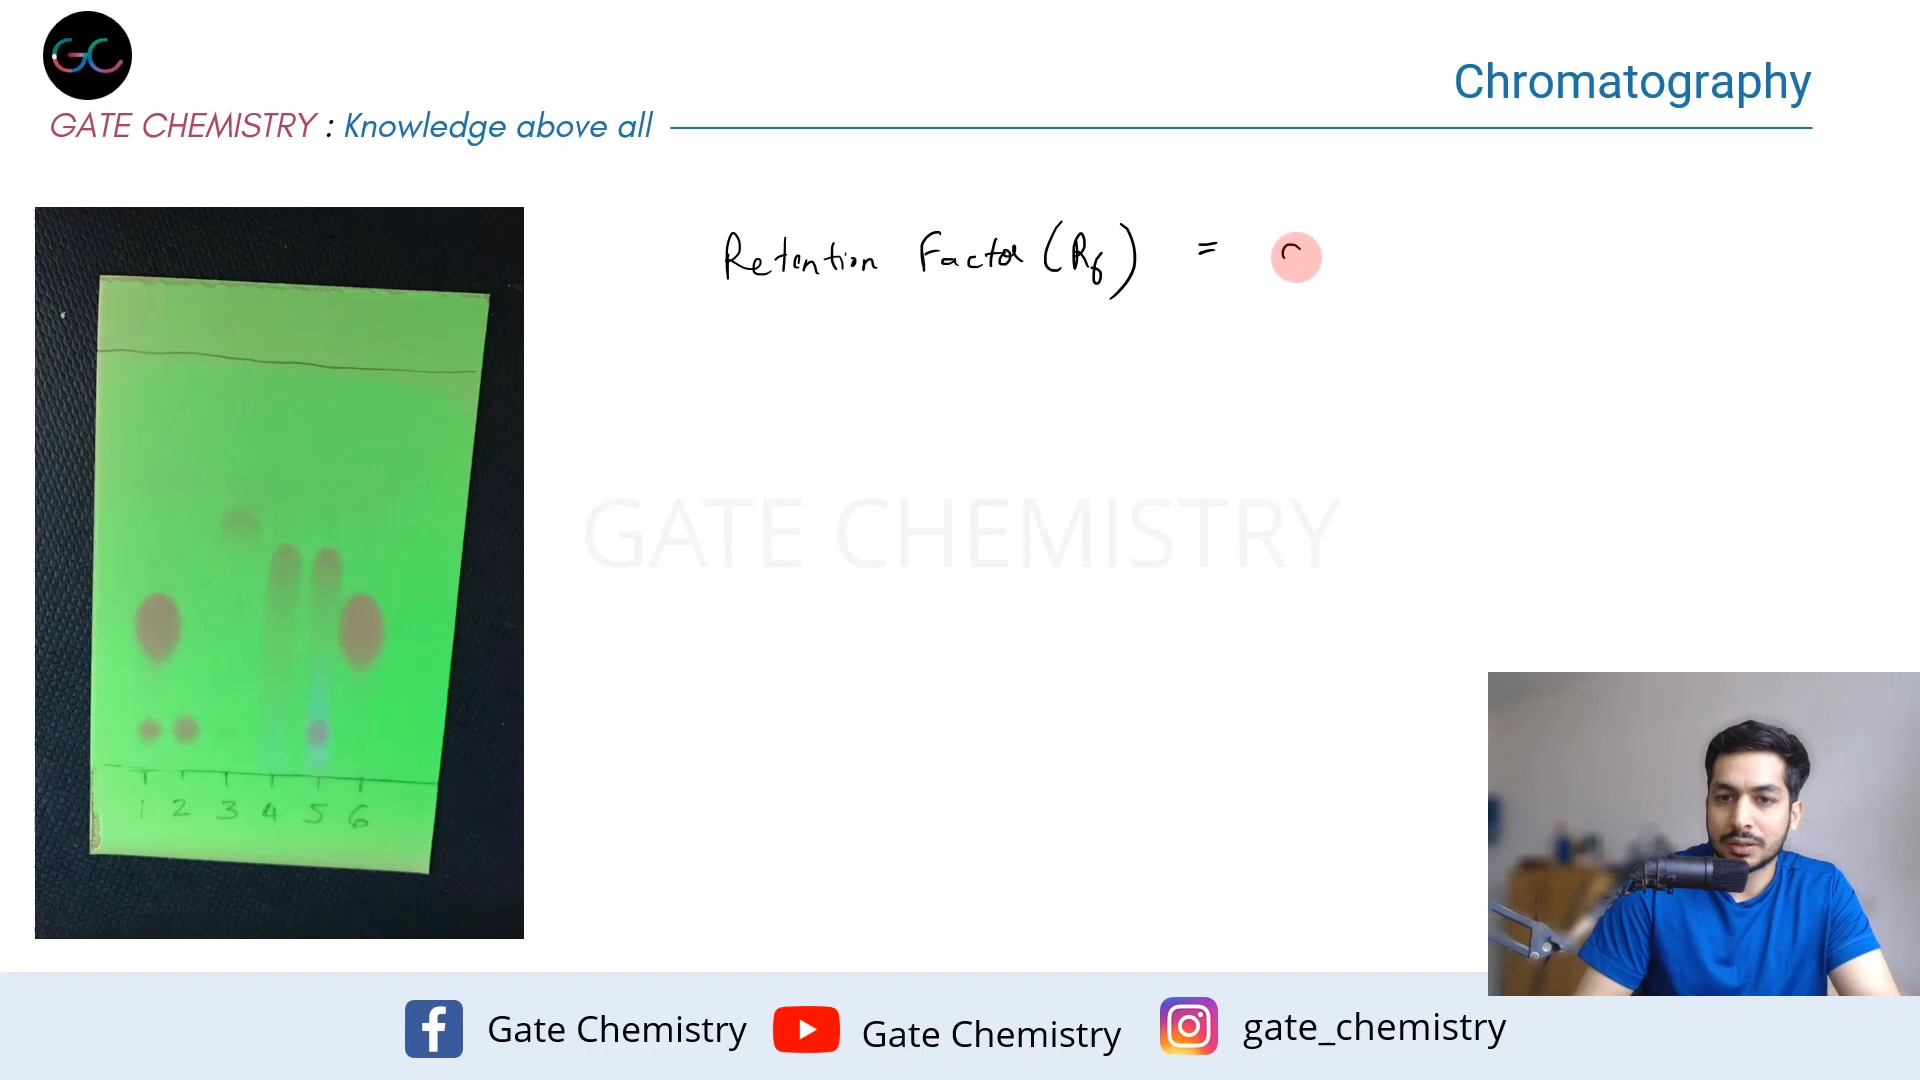 GC
Chromatography
GATE CHEMISTRY : Knowledge above all
Retention Factor (Rf) =
GATE CHEMISTRY
1 2 3 4 5 6
Gate Chemistry
Gate Chemistry
gate_chemistry